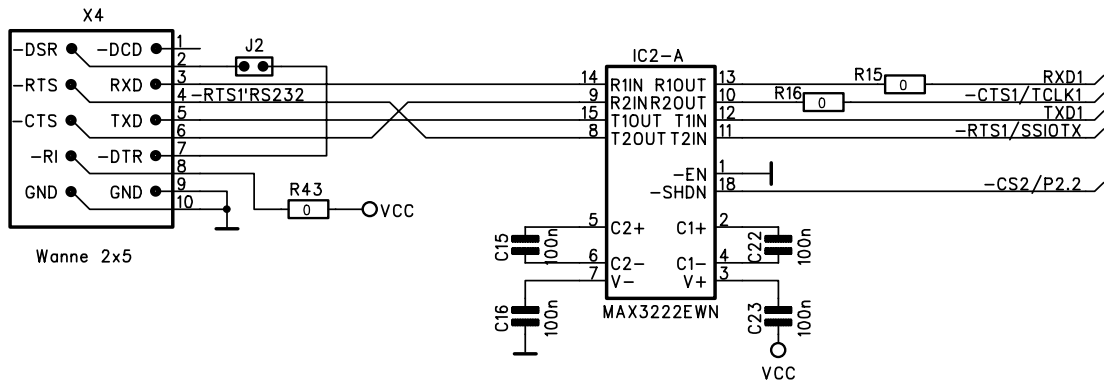 X4
-DSR -DCD 1
2
-RTS RXD 3
4 -RTS1'RS232
-CTS TXD 5
6
-RI -DTR 7
8
GND GND 9
10
Wanne 2x5
J2
R43
0
VCC
IC2-A
14 R1IN R1OUT 13
9 R2IN R2OUT 10
15 T1OUT T1IN 12
8 T2OUT T2IN 11
-EN 1
-SHDN 18
5 C2+ C1+ 2
6 C2- C1- 4
7 V- V+ 3
MAX3222EWN
R15
0
RXD1
R16
0
-CTS1/TCLK1
TXD1
-RTS1/SSIOTX
-CS2/P2.2
C15
100n
C16
100n
C22
100n
C23
100n
VCC